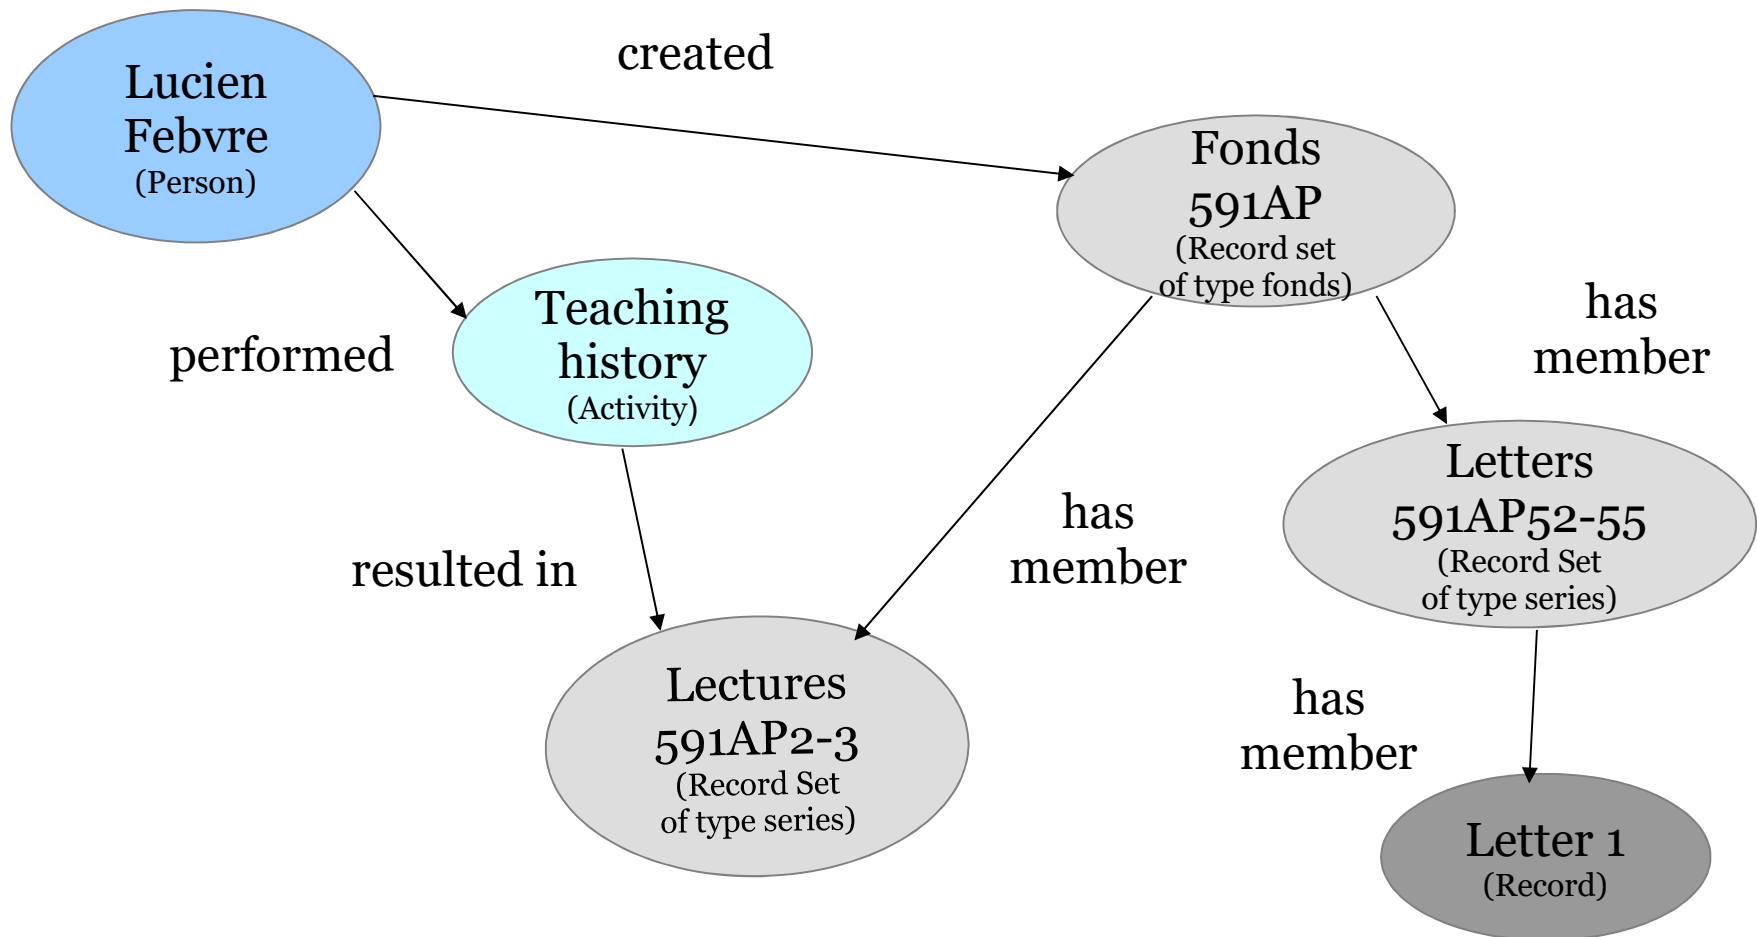 created
Lucien
Febvre
(Person)
Fonds
591AP
(Record set
of type fonds)
performed
Teaching
history
(Activity)
has
member
resulted in
has
member
Letters
591AP52-55
(Record Set
of type series)
Lectures
591AP2-3
(Record Set
of type series)
has
member
Letter 1
(Record)